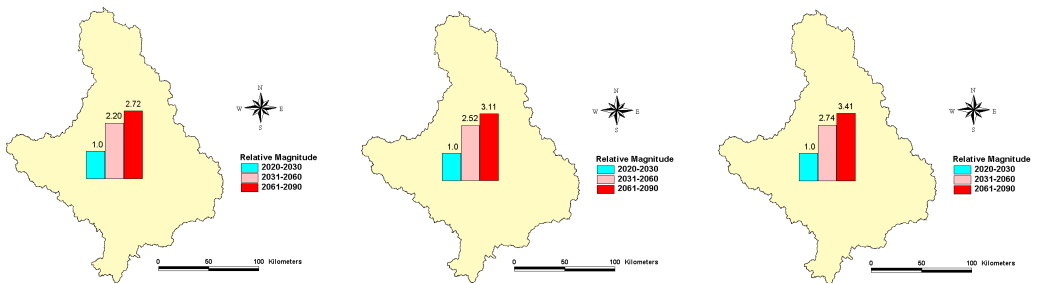 N
W E
S
2.72
2.20
1.0
Relative Magnitude
2020-2030
2031-2060
2061-2090
0 50 100 Kilometers
N
W E
S
3.11
2.52
1.0
Relative Magnitude
2020-2030
2031-2060
2061-2090
0 50 100 Kilometers
N
W E
S
3.41
2.74
1.0
Relative Magnitude
2020-2030
2031-2060
2061-2090
0 50 100 Kilometers